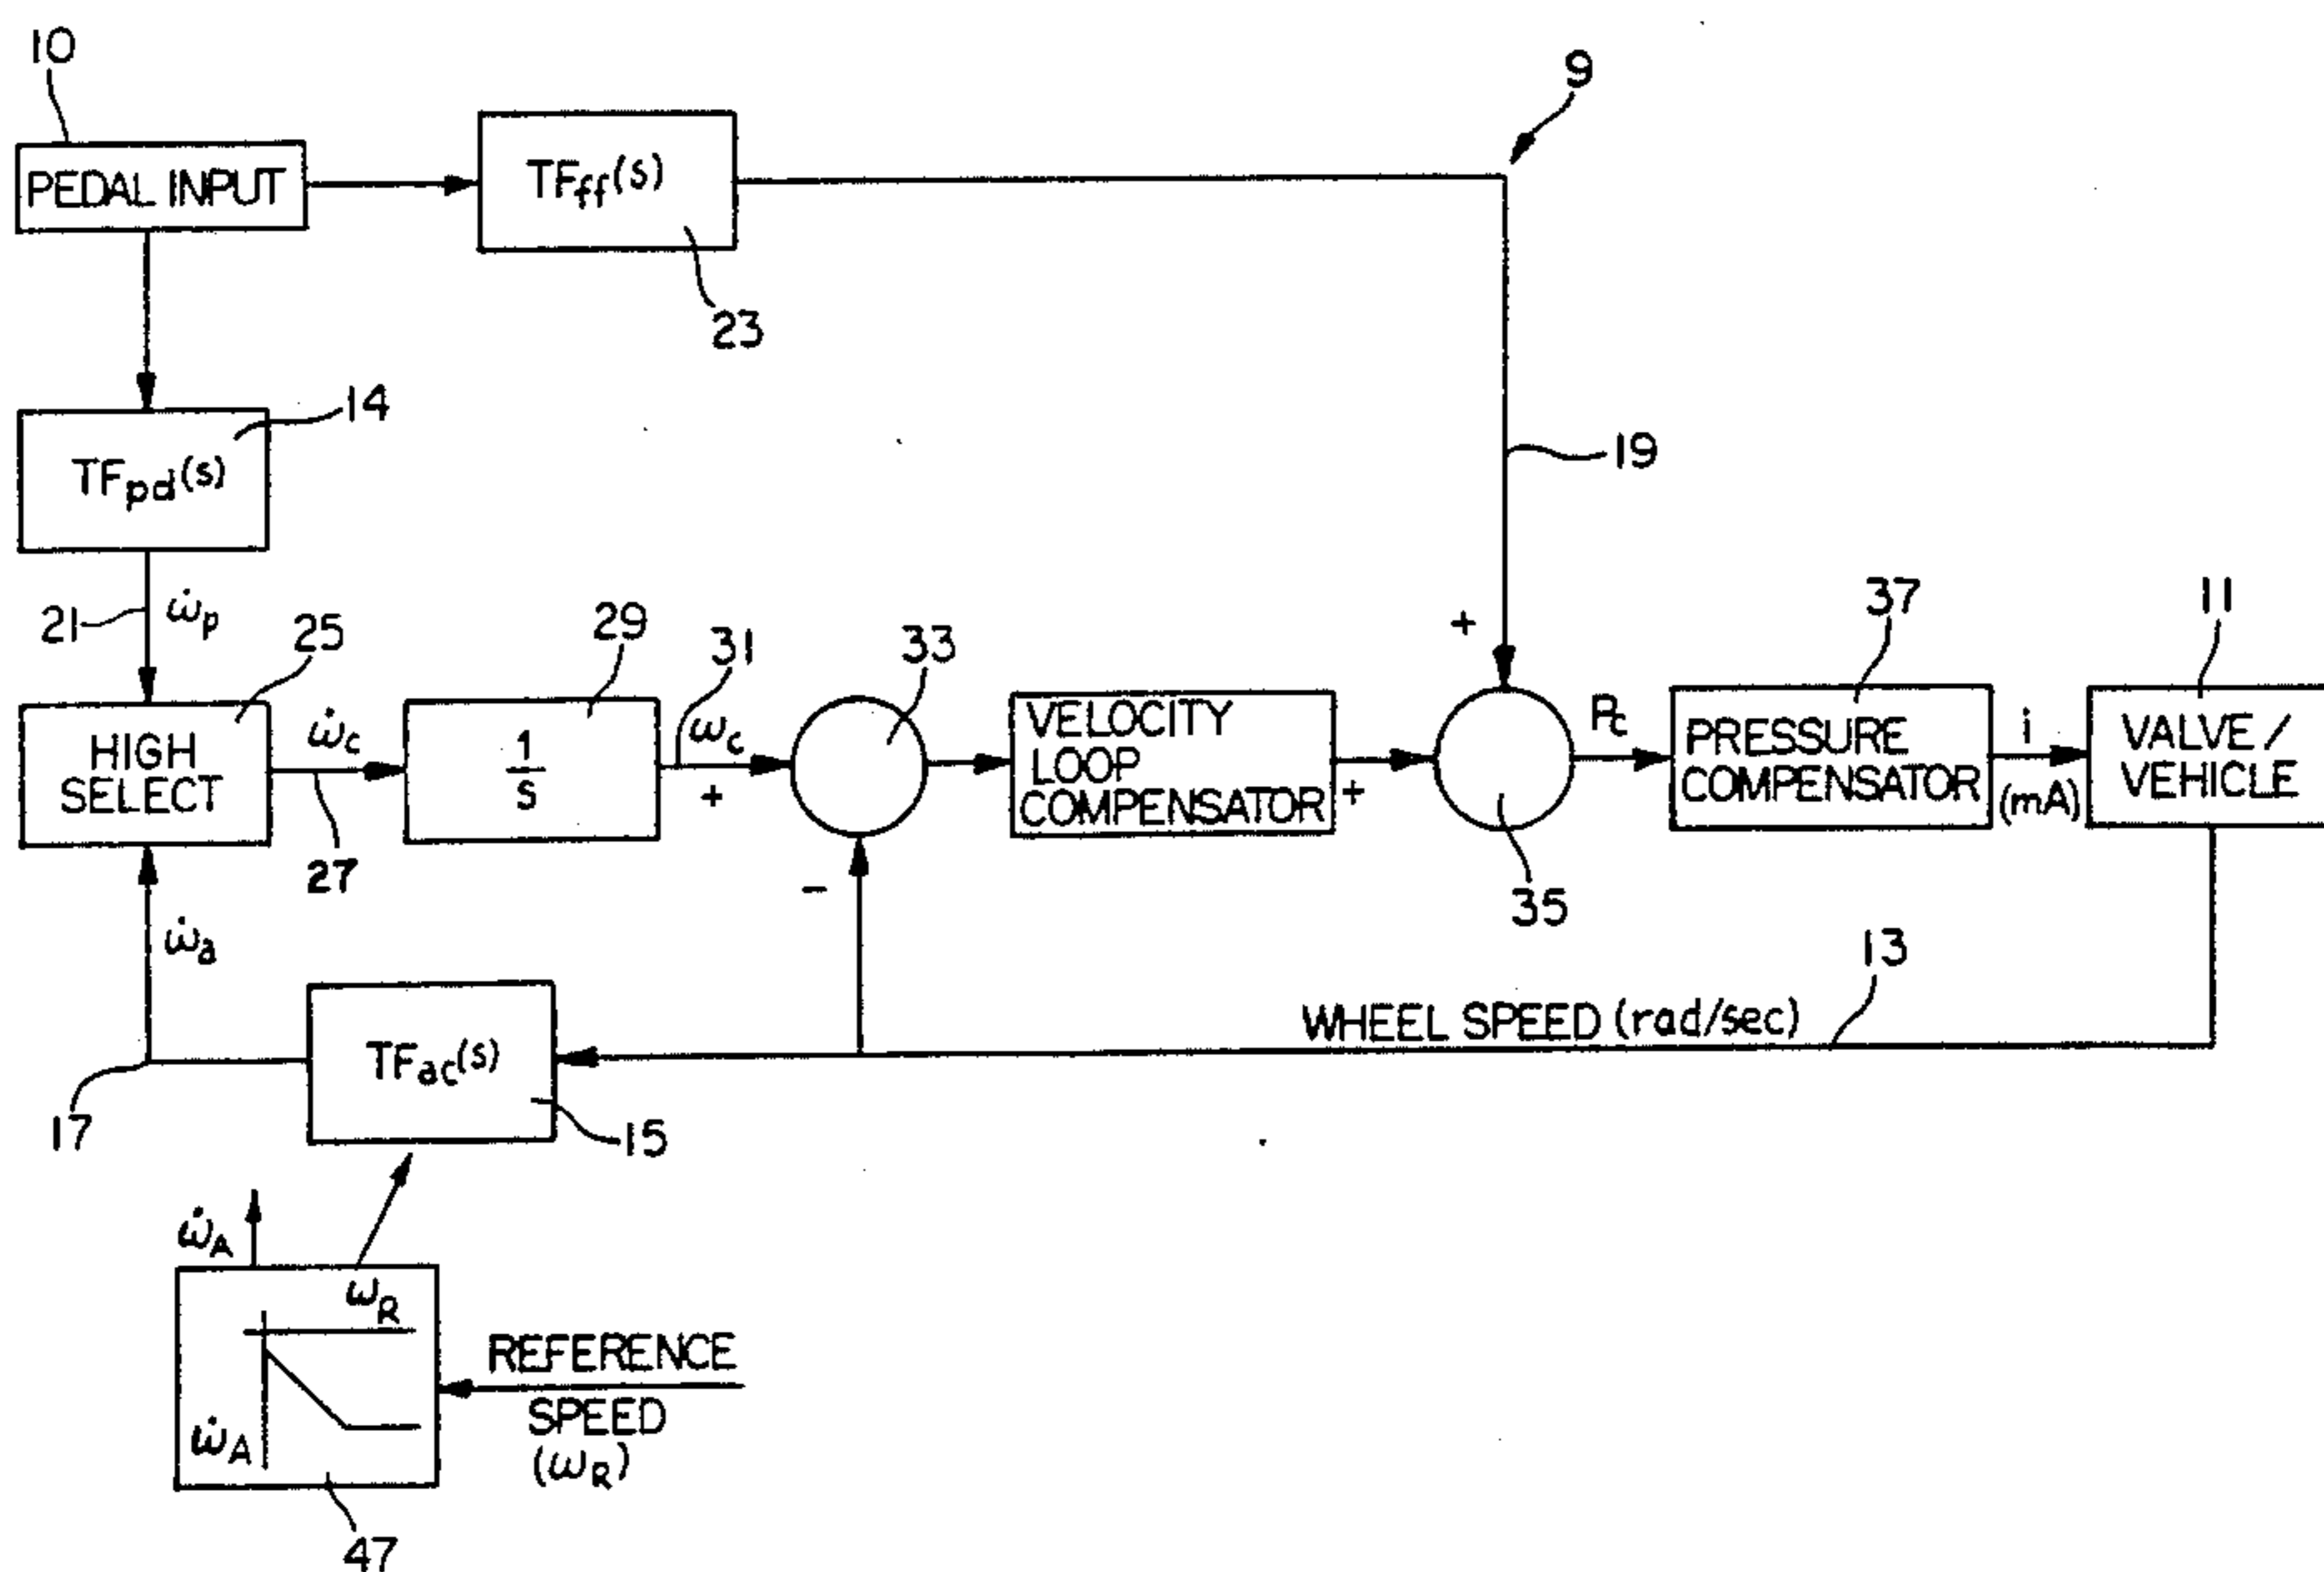 10
9
PEDAL INPUT
TFff(s)
23
14
TFpd(s)
19
21
ω̇p
25
29
31
33
37
11
HIGH
SELECT
ω̇c
27
1/s
ωc
+
-
VELOCITY
LOOP
COMPENSATOR
+
+
35
Pc
PRESSURE
COMPENSATOR
i
(mA)
VALVE/
VEHICLE
ω̇a
17
TFac(s)
15
WHEEL SPEED (rad/sec)
13
ω̇A
ωR
ω̇A
47
REFERENCE
SPEED
(ωR)